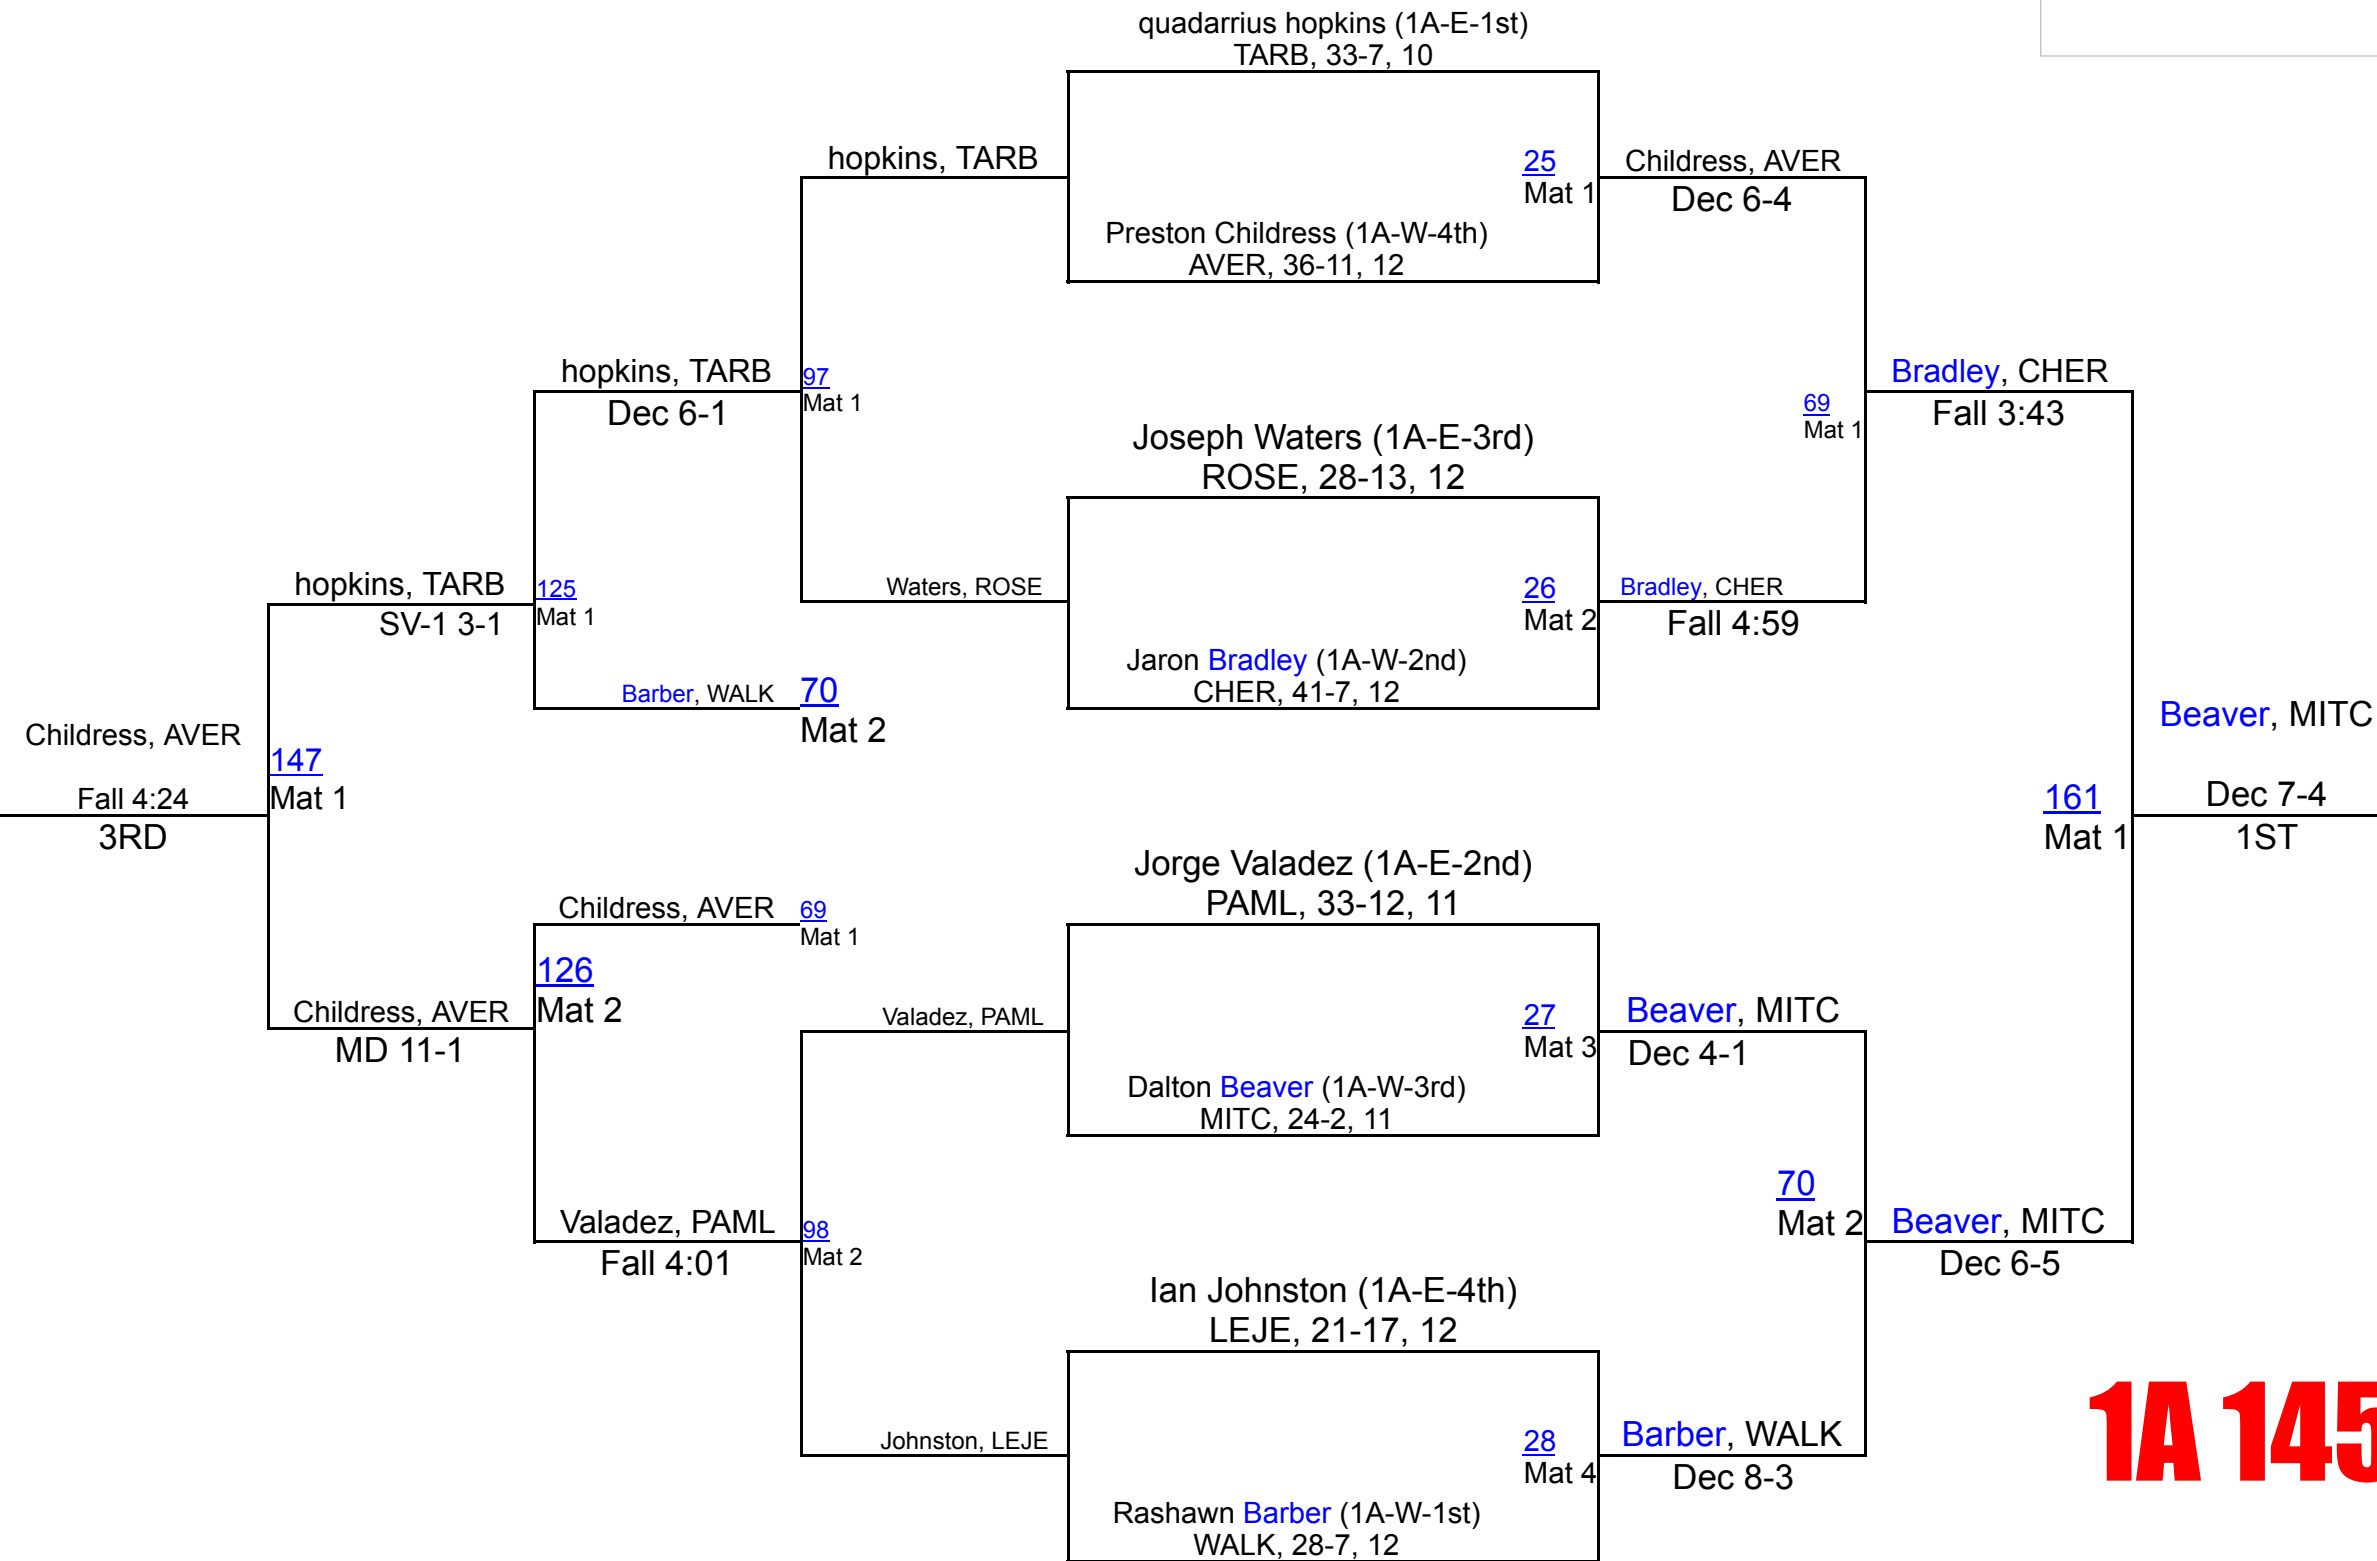 quadarrius hopkins (1A-E-1st)
TARB, 33-7, 10
hopkins, TARB
25
Mat 1
Childress, AVER
Dec 6-4
Preston Childress (1A-W-4th)
AVER, 36-11, 12
hopkins, TARB
Dec 6-1
97
Mat 1
69
Mat 1
Bradley, CHER
Fall 3:43
Joseph Waters (1A-E-3rd)
ROSE, 28-13, 12
hopkins, TARB
SV-1 3-1
125
Mat 1
Waters, ROSE
26
Mat 2
Bradley, CHER
Fall 4:59
Barber, WALK
70
Mat 2
Jaron Bradley (1A-W-2nd)
CHER, 41-7, 12
Childress, AVER
Fall 4:24
3RD
147
Mat 1
161
Mat 1
Beaver, MITC
Dec 7-4
1ST
Jorge Valadez (1A-E-2nd)
PAML, 33-12, 11
Childress, AVER
69
Mat 1
126
Mat 2
Childress, AVER
MD 11-1
Valadez, PAML
27
Mat 3
Beaver, MITC
Dec 4-1
Dalton Beaver (1A-W-3rd)
MITC, 24-2, 11
Valadez, PAML
Fall 4:01
98
Mat 2
70
Mat 2
Beaver, MITC
Dec 6-5
Ian Johnston (1A-E-4th)
LEJE, 21-17, 12
Johnston, LEJE
28
Mat 4
Barber, WALK
Dec 8-3
Rashawn Barber (1A-W-1st)
WALK, 28-7, 12
1A 145